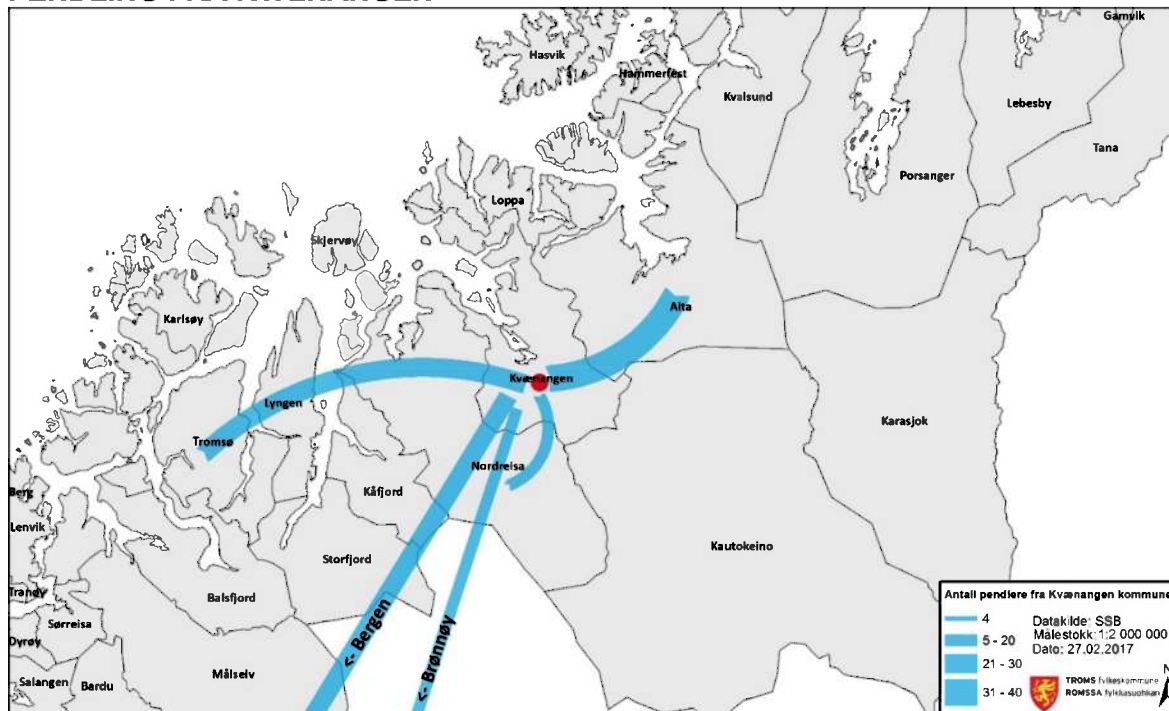 Hasvik
Hammerfest
Gamvik
Kvalsund
Lebesby
Tana
Porsanger
Loppa
Skjervøy
Karlsøy
Alta
Kvænangen
Lyngen
Tromsø
Karasjok
Nordreisa
Kåfjord
Berg
Lenvik
Storfjord
Kautokeino
Balsfjord
Tranøy
Sørreisa
Dyrøy
Målselv
Salangen
Bardu
<- Bergen
<- Brønnøy
Antall pendlere fra Kvænangen kommune
4
5 - 20
21 - 30
31 - 40
Datakilde: SSB
Målestokk: 1:2 000 000
Dato: 27.02.2017
N
TROMS fylkeskommune
ROMSSA fylkkasuohkan